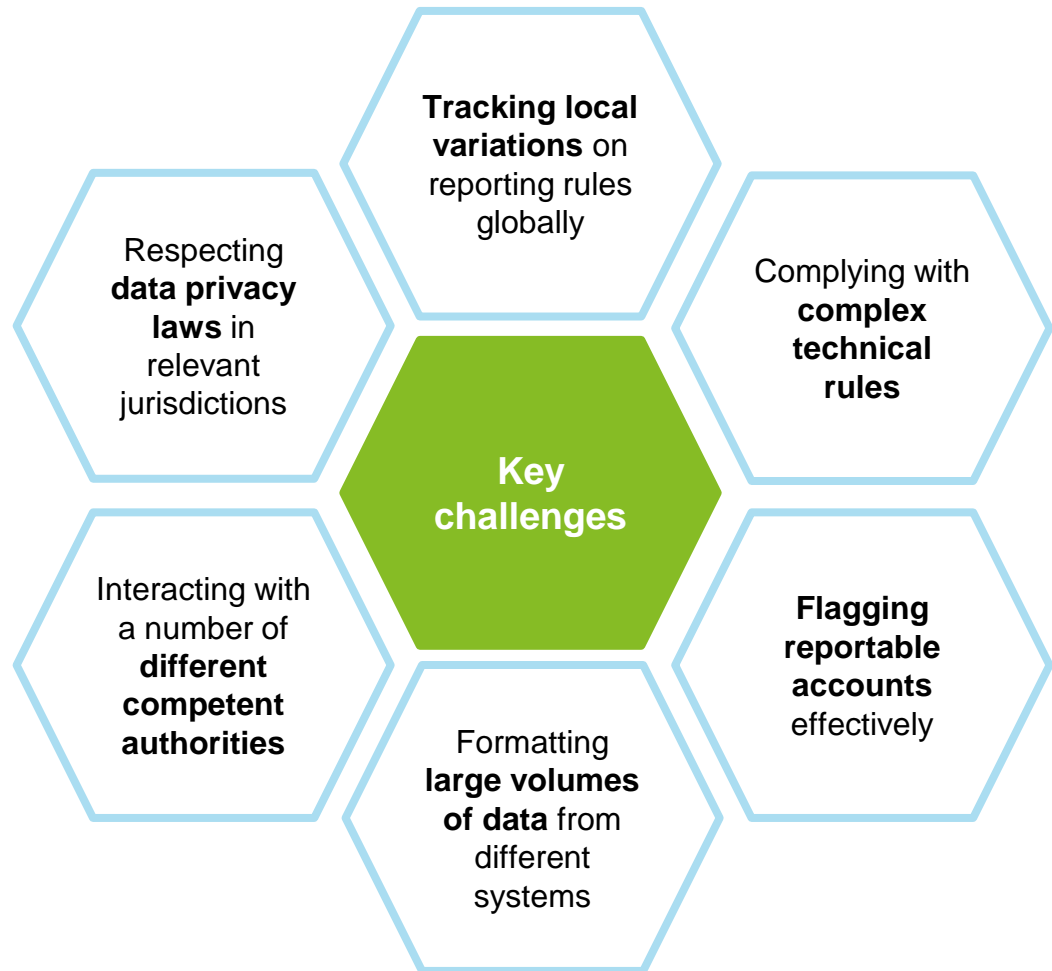 Tracking local
variations on
reporting rules
globally
Complying with
complex
technical
rules
Flagging
reportable
accounts
effectively
Formatting
large volumes
of data from
different
systems
Interacting with
a number of
different
competent
authorities
Respecting
data privacy
laws in
relevant
jurisdictions
Key
challenges